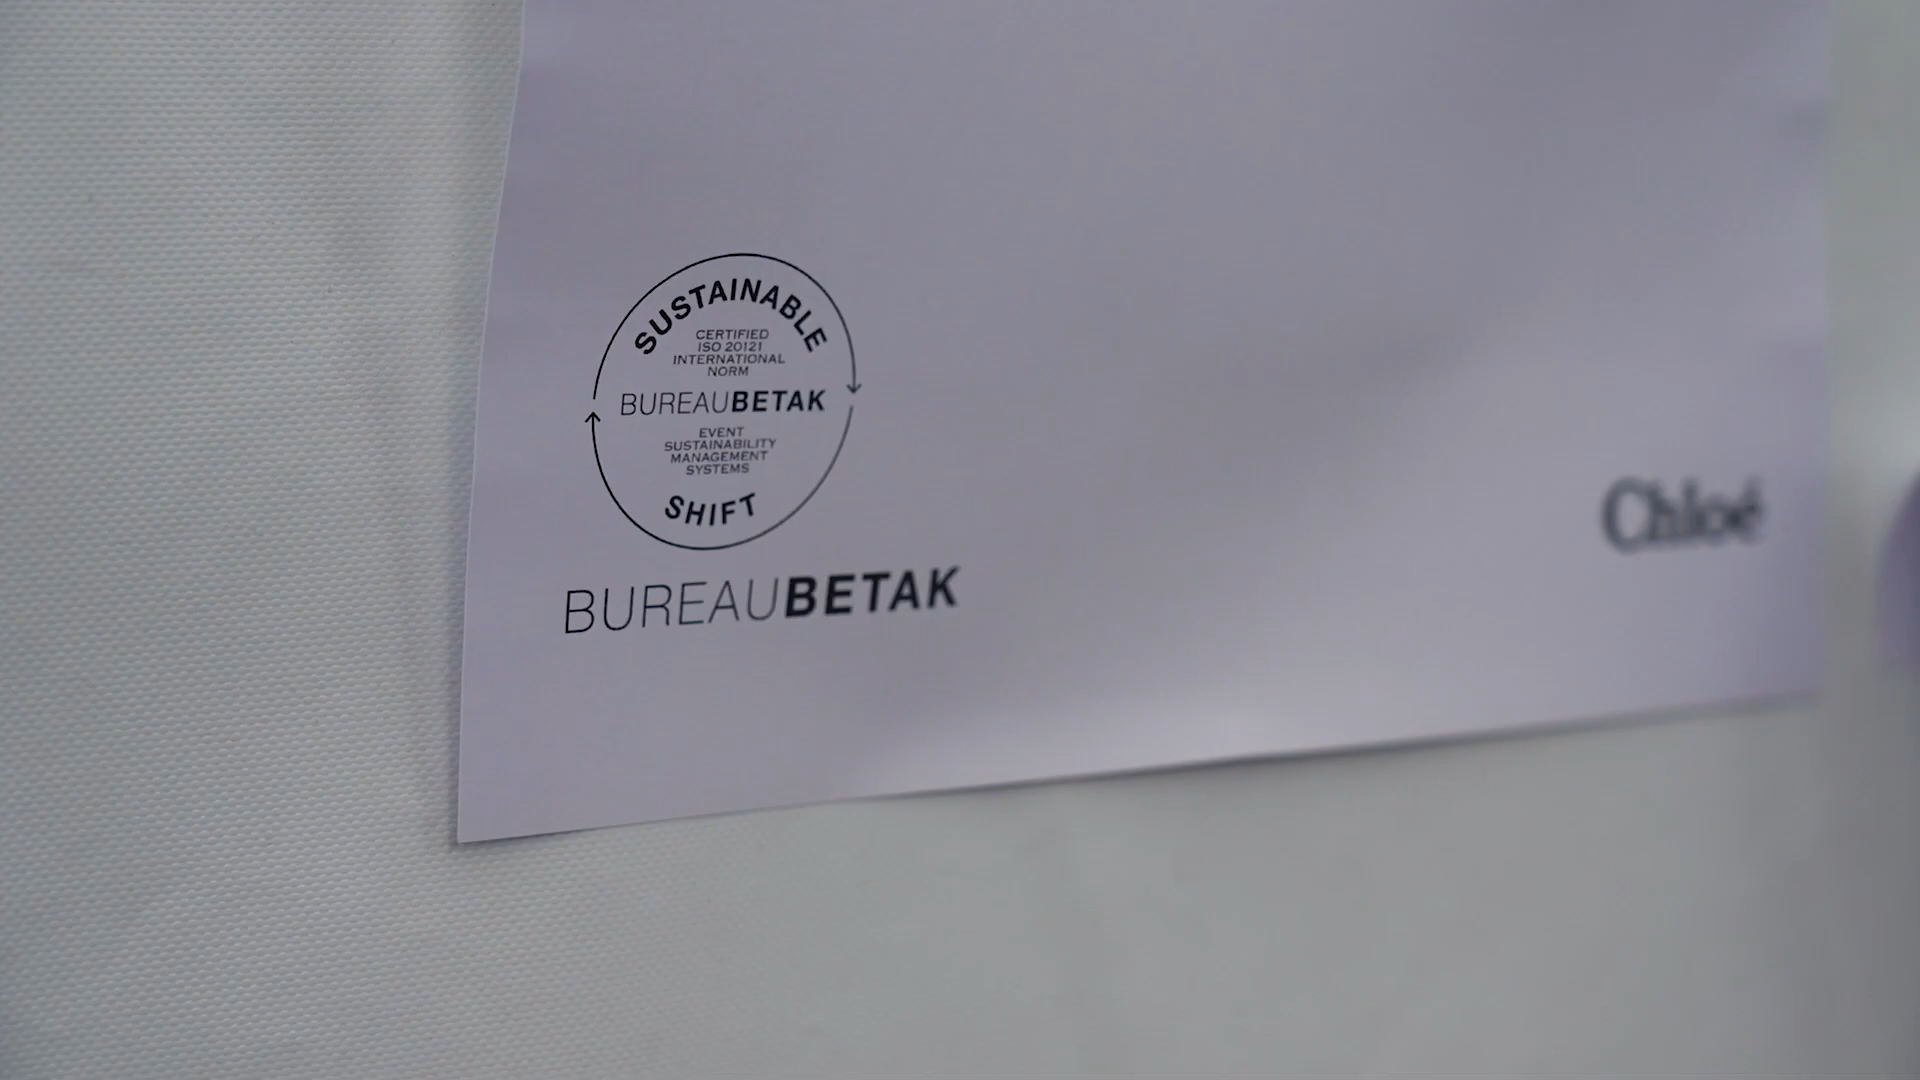 SUSTAINABLE
CERTIFIED
ISO 20121
INTERNATIONAL
NORM
BUREAUBETAK
EVENT
SUSTAINABILITY
MANAGEMENT
SYSTEMS
SHIFT
BUREAUBETAK
Chloé